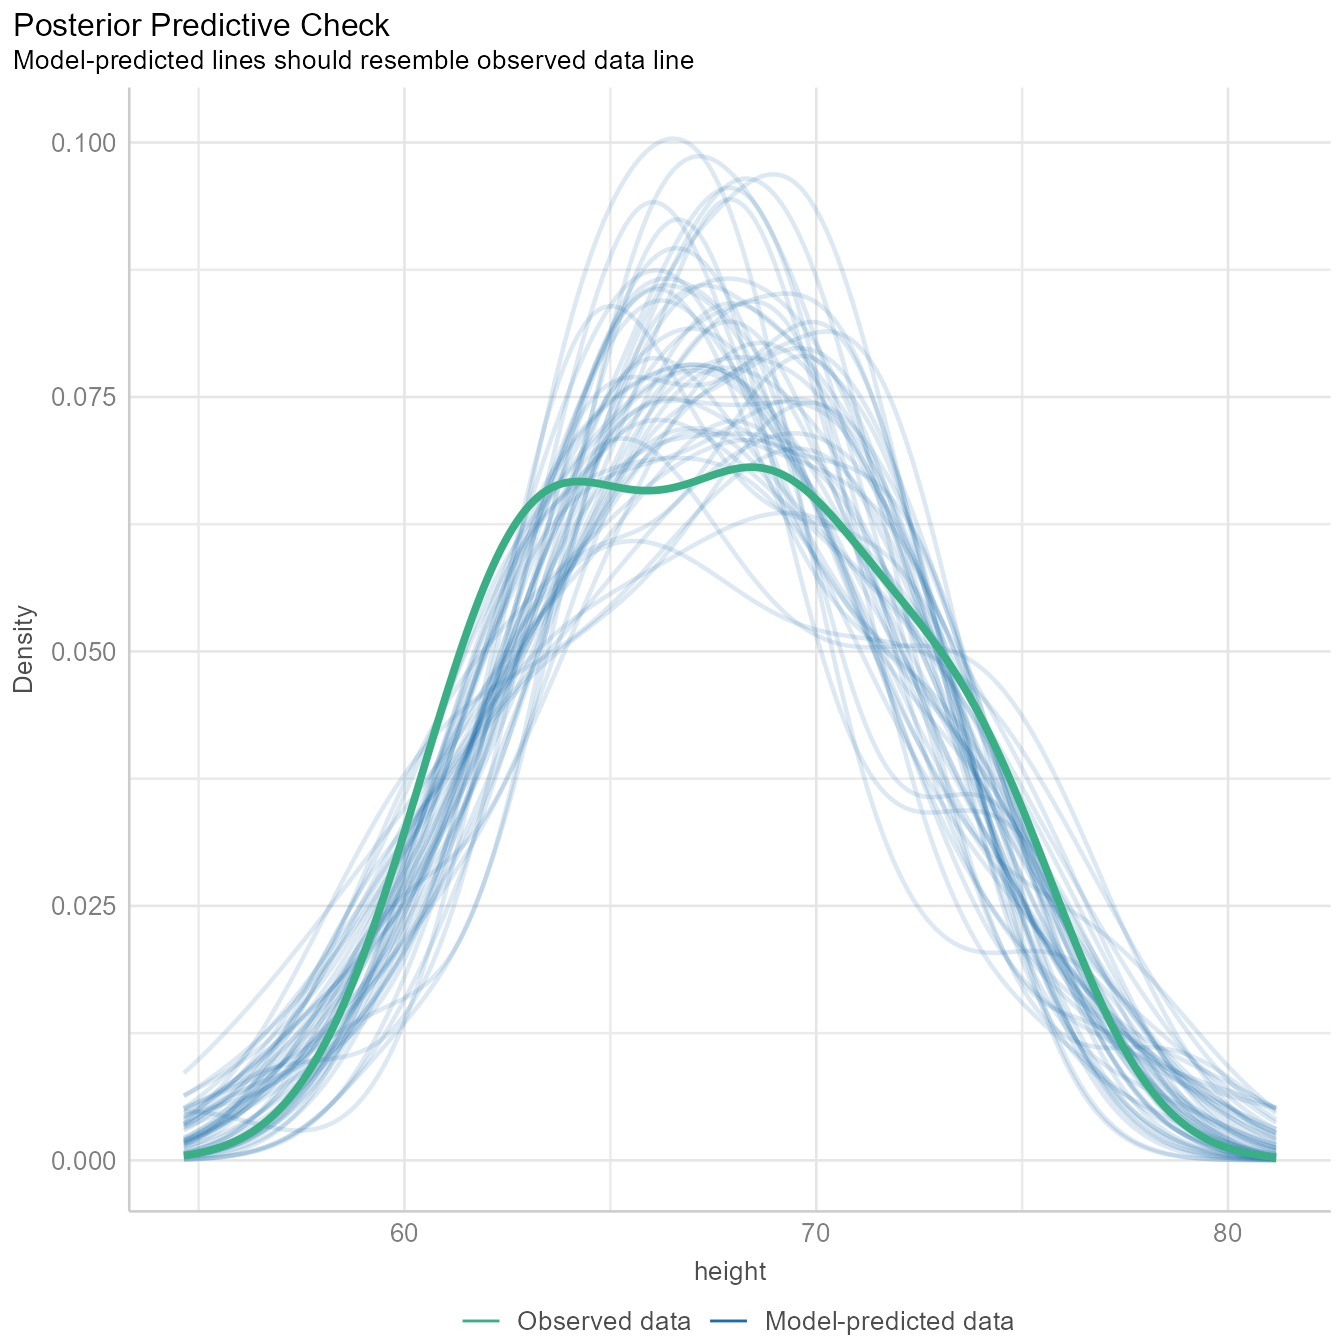 Posterior Predictive Check
Model-predicted lines should resemble observed data line
0.100
0.075
0.050
0.025
0.000
Density
60 70 80
height
Observed data Model-predicted data